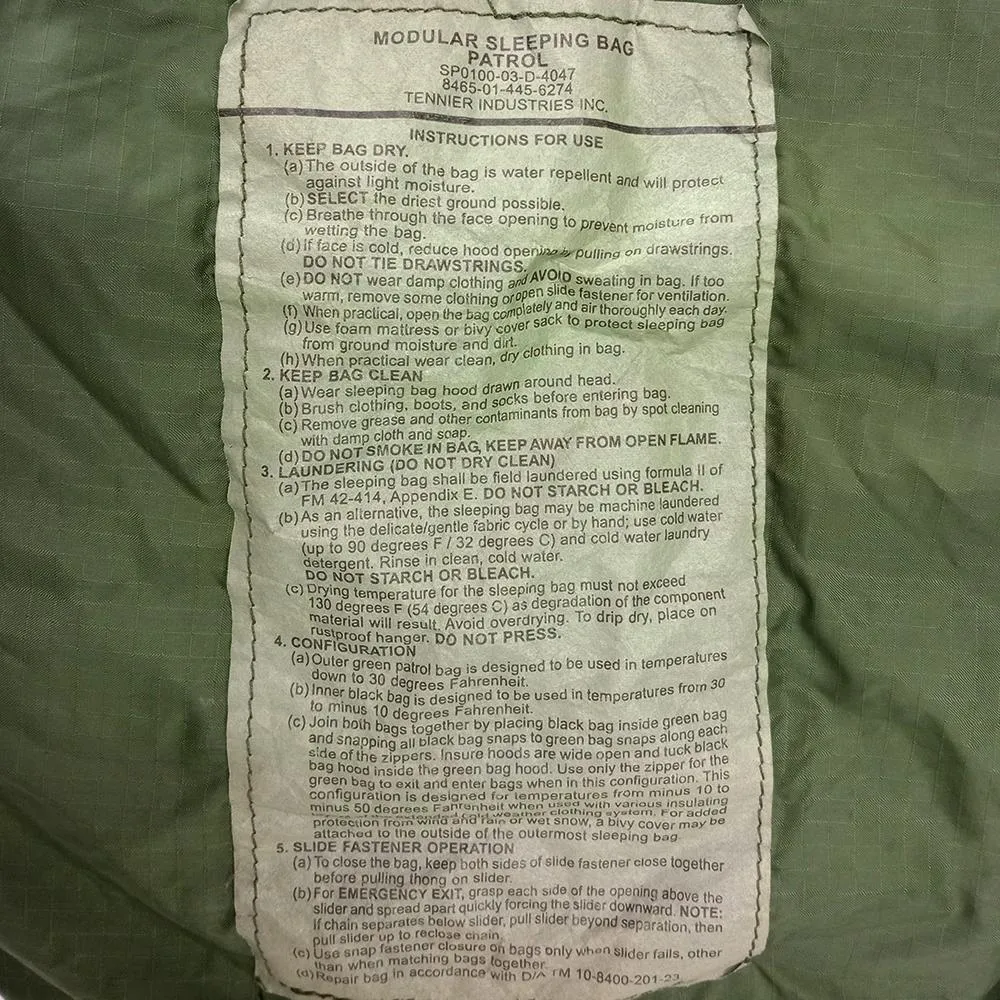 MODULAR SLEEPING BAG
PATROL
SP0100-03-D-4047
8465-01-445-6274
TENNIER INDUSTRIES INC.
INSTRUCTIONS FOR USE
1. KEEP BAG DRY.
(a) The outside of the bag is water repellent and will protect
against light moisture.
(b) SELECT the driest ground possible.
(c) Breathe through the face opening to prevent moisture from
wetting the bag.
(d) If face is cold, reduce hood opening by pulling on drawstrings.
DO NOT TIE DRAWSTRINGS.
(e) DO NOT wear damp clothing and AVOID sweating in bag. If too
warm, remove some clothing or open slide fastener for ventilation.
(f) When practical, open the bag completely and air thoroughly each day.
(g) Use foam mattress or bivy cover sack to protect sleeping bag
from ground moisture and dirt.
(h) When practical wear clean, dry clothing in bag.
2. KEEP BAG CLEAN
(a) Wear sleeping bag hood drawn around head.
(b) Brush clothing, boots, and socks before entering bag.
(c) Remove grease and other contaminants from bag by spot cleaning
with damp cloth and soap.
(d) DO NOT SMOKE IN BAG, KEEP AWAY FROM OPEN FLAME.
3. LAUNDERING (DO NOT DRY CLEAN)
(a) The sleeping bag shall be field laundered using formula II of
FM 42-414, Appendix E. DO NOT STARCH OR BLEACH.
(b) As an alternative, the sleeping bag may be machine laundered
using the delicate/gentle fabric cycle or by hand; use cold water
(up to 90 degrees F / 32 degrees C) and cold water laundry
detergent. Rinse in clean, cold water.
DO NOT STARCH OR BLEACH.
(c) Drying temperature for the sleeping bag must not exceed
130 degrees F (54 degrees C) as degradation of the component
material will result. Avoid overdrying. To drip dry, place on
rustproof hanger. DO NOT PRESS.
4. CONFIGURATION
(a) Outer green patrol bag is designed to be used in temperatures
down to 30 degrees Fahrenheit.
(b) Inner black bag is designed to be used in temperatures from 30
to minus 10 degrees Fahrenheit.
(c) Join both bags together by placing black bag inside green bag
and snapping all black bag snaps to green bag snaps along each
side of the zippers. Insure hoods are wide open and tuck black
bag hood inside the green bag hood. Use only the zipper for the
green bag to exit and enter bags when in this configuration. This
configuration is designed for temperatures from minus 10 to
minus 50 degrees Fahrenheit when used with various insulating
of the extended cold weather clothing system. For added
protection from wind and rain or wet snow, a bivy cover may be
attached to the outside of the outermost sleeping bag
5. SLIDE FASTENER OPERATION
(a) To close the bag, keep both sides of slide fastener close together
before pulling thong on slider.
(b) For EMERGENCY EXIT, grasp each side of the opening above the
slider and spread apart quickly forcing the slider downward. NOTE:
if chain separates below slider, pull slider beyond separation, then
pull slider up to reclose chain.
(c) Use snap fastener closure on bags only when slider fails, other
than when matching bags together.
(d) Repair bag in accordance with D/A TM 10-8400-201-23